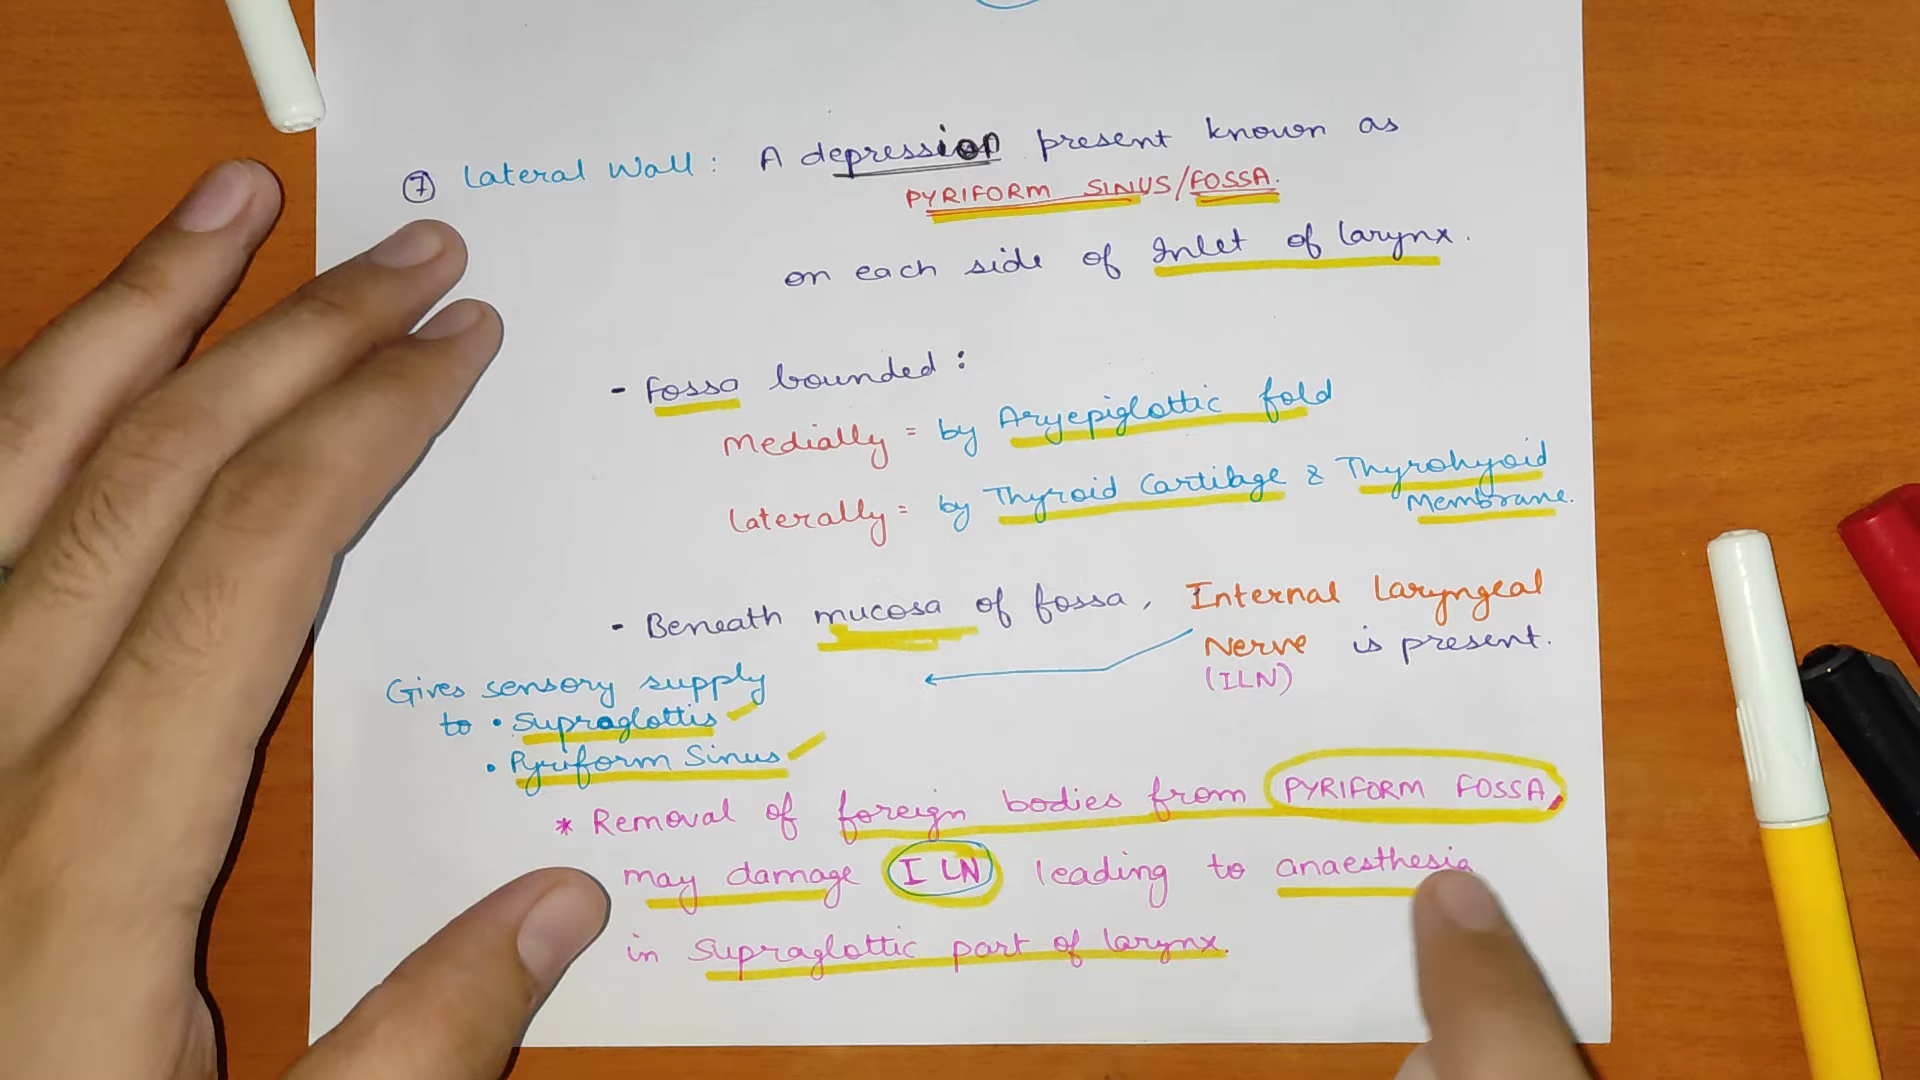 ⑦ Lateral Wall : A depression present known as
PYRIFORM SINUS/FOSSA.
on each side of Inlet of larynx.
- Fossa bounded :
Medially = by Aryepiglottic fold
Laterally = by Thyroid Cartilage & Thyrohyoid
Membrane.
- Beneath mucosa of fossa, Internal Laryngeal
Nerve is present.
(ILN)
Gives sensory supply
to • Supraglottis
• Pyriform Sinus
* Removal of foreign bodies from PYRIFORM FOSSA,
may damage ILN leading to anaesthesia
in supraglottic part of larynx.